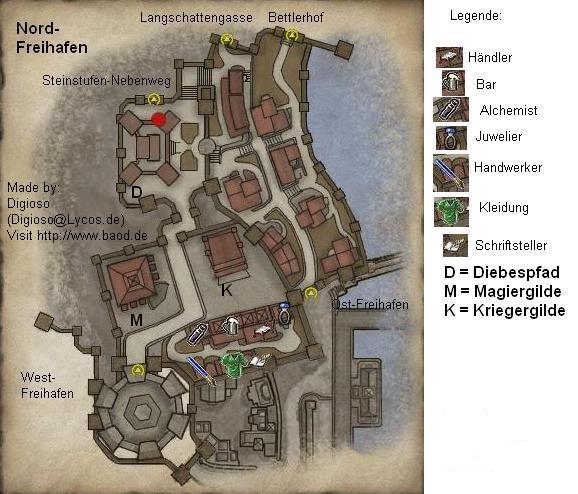 Nord-
Freihafen
Langschattengasse
Bettlerhof
Steinstufen-Nebenweg
D
Made by:
Digioso
(Digioso@Lycos.de)
Visit http://www.baod.de
K
M
Ost-Freihafen
West-
Freihafen
Legende:
Händler
Bar
Alchemist
Juwelier
Handwerker
Kleidung
Schriftsteller
D = Diebespfad
M = Magiergilde
K = Kriegergilde